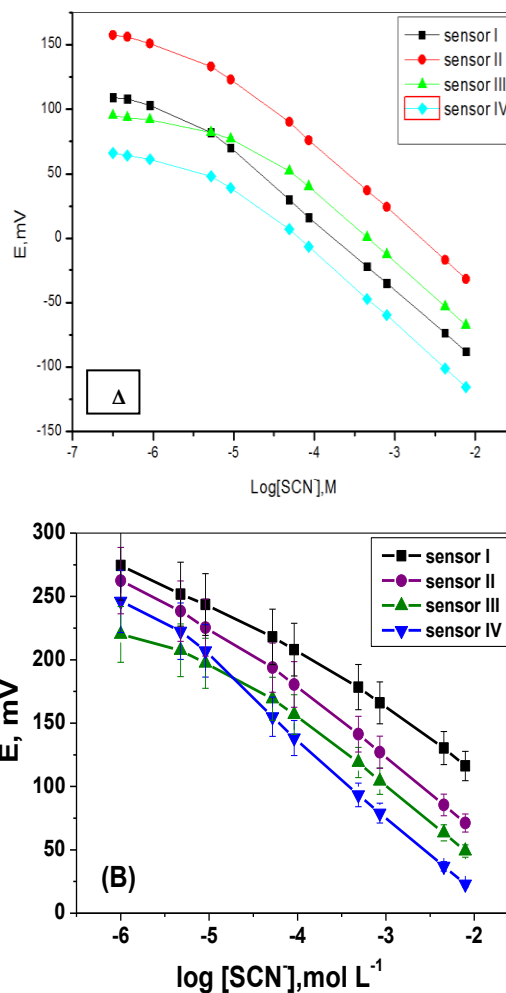 150
100
50
0
-50
-100
-150
-7
-6
-5
-4
-3
-2
E,mV
Log[SCN⁻],M
sensor I
sensor II
sensor III
sensor IV
Δ
300
250
200
150
100
50
0
-6
-5
-4
-3
-2
E, mV
log [SCN⁻],mol L⁻¹
sensor I
sensor II
sensor III
sensor IV
(B)